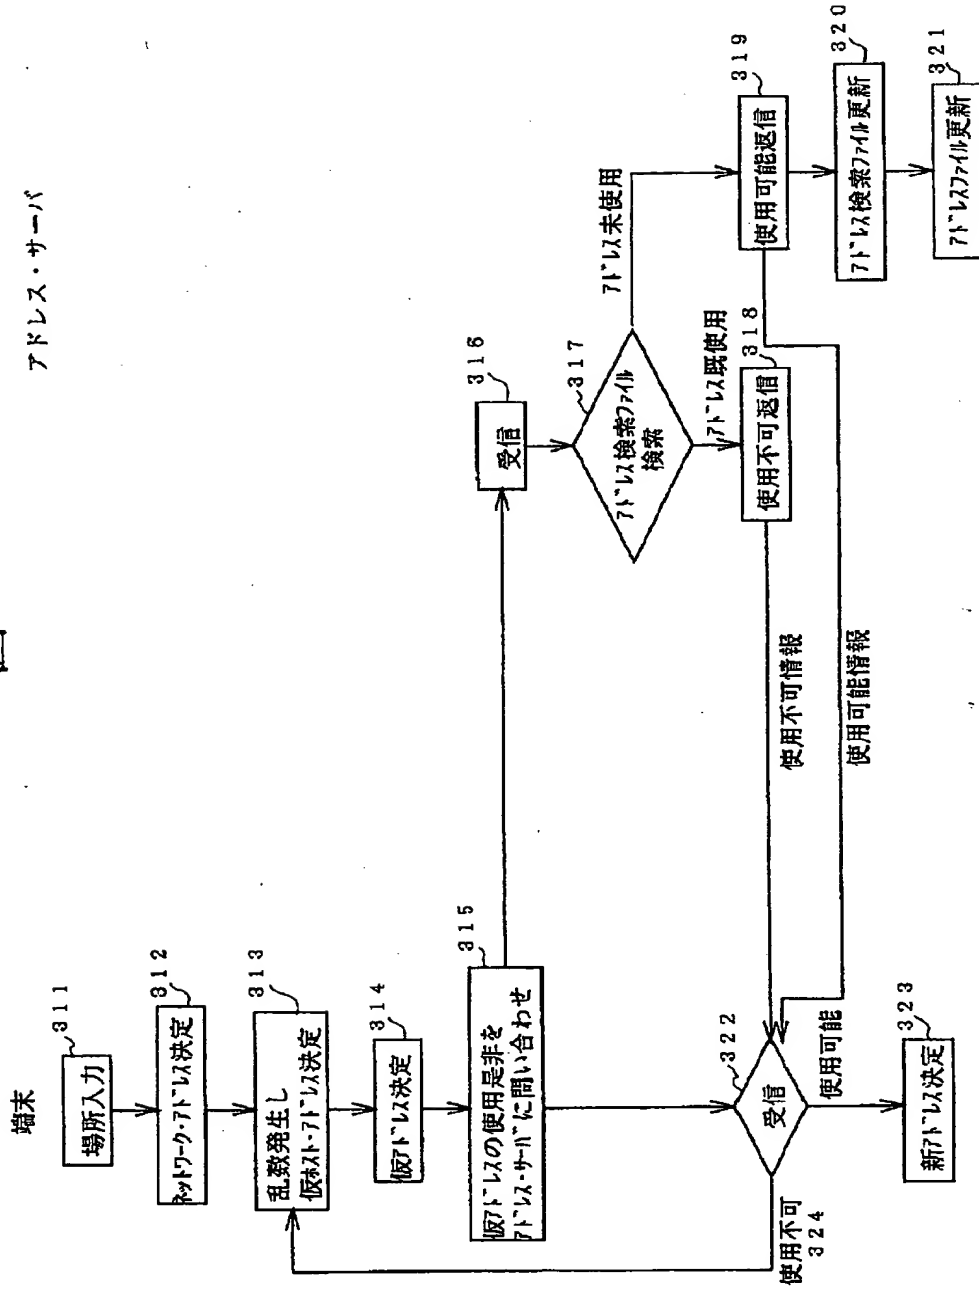 端末
アドレス・サーバ
311
場所入力
312
ネットワーク・アドレス決定
313
乱数発生し
仮ホスト・アドレス決定
314
仮アドレス決定
315
仮アドレスの使用是非を
アドレス・サーバに問い合わせ
316
受信
317
アドレス検索ファイル
検索
アドレス未使用
アドレス既使用
318
使用不可返信
319
使用可能返信
320
アドレス検索ファイル更新
321
アドレスファイル更新
使用不可情報
使用可能情報
322
受信
使用可能
323
新アドレス決定
使用不可
324